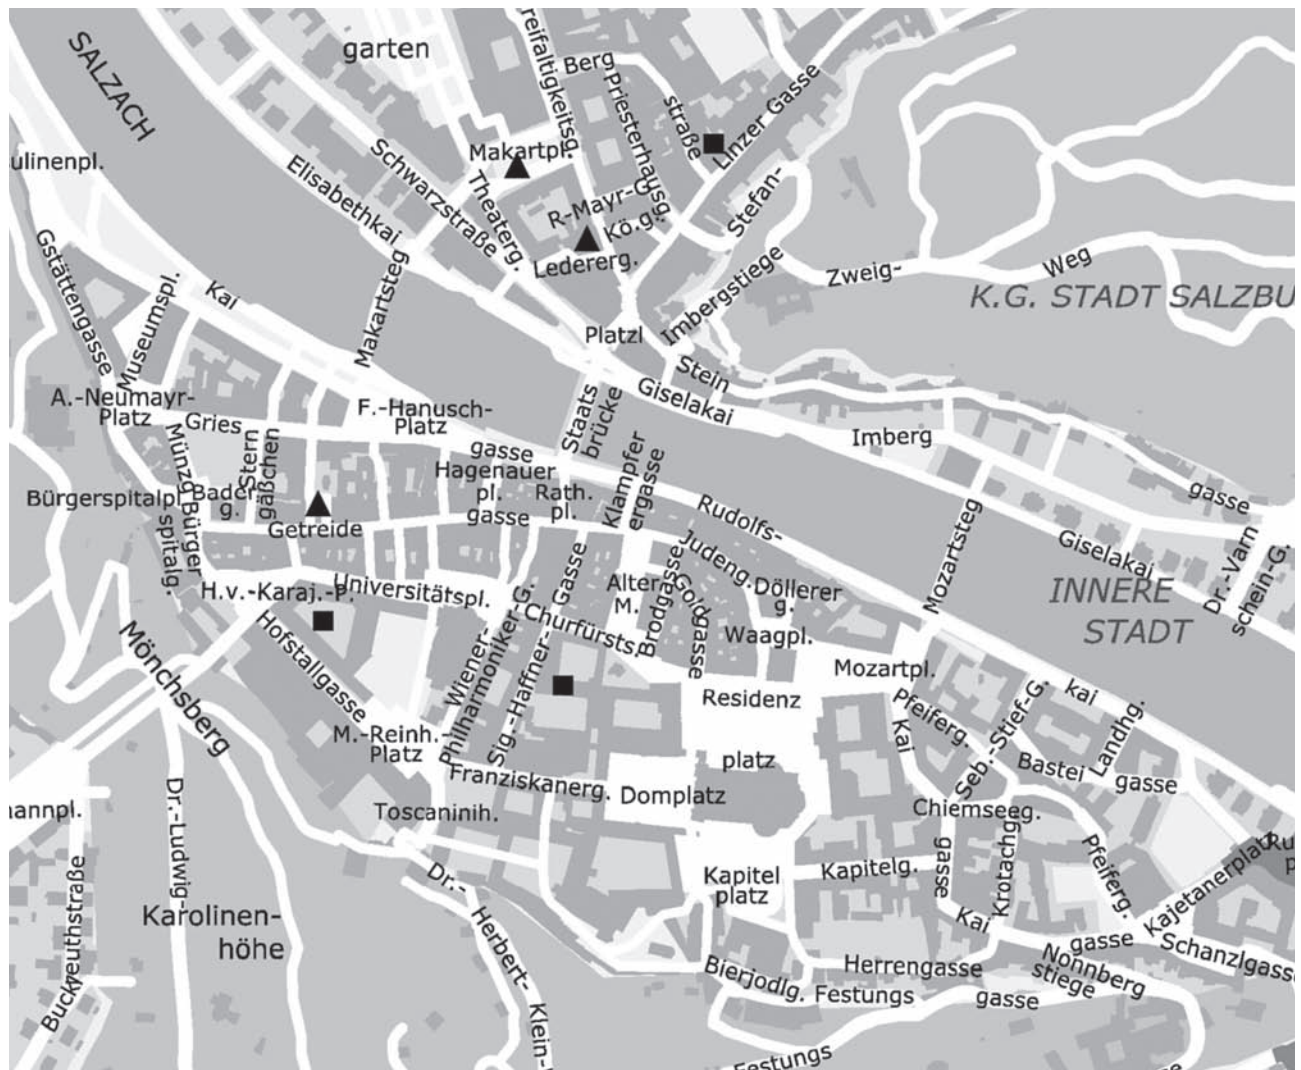 SALZACH
garten
reifaltigkeitsg.
Berg
straße
Priesterhausg.
Linzer Gasse
ulinenpl.
Makartpl.
Elisabethkai
Schwarzstraße
Theaterg.
R-Mayr-G.
Kö.g.
Ledererg.
Stefan-
Zweig-
Weg
Imbergstiege
K.G. STADT SALZBU
Gstättengasse
Museumspl.
Kai
Makartsteg
Platzl
Stein
Giselakai
A.-Neumayr-
Platz
Gries
F.-Hanusch-
Platz
gasse
Staats
brücke
Imberg
gasse
Münzg.
Stern
gäßchen
Hagenauer
pl.
Rath.
pl.
Klampfer
ergasse
Bürgerspitalpl.
Bader
g.
Bürger
spitalg.
Getreide
gasse
Rudolfs-
Mozartsteg
Giselakai
Dr.-Varn
schein-G.
H.v.-Karaj.-P.
Universitätspl.
Alter
M.
Brodgasse
Goldgasse
Judeng.
Döllerer
g.
Waagpl.
INNERE
STADT
Mönchsberg
Hofstallgasse
Wiener-
Philharmoniker-G.
Sig.-Haffner-
Gasse
Churfürsts.
Residenz
platz
Mozartpl.
kai
M.-Reinh.-
Platz
Pfeiferg.
Kai
Seb.-Stief-G.
Bastei
gasse
Landhg.
Franziskanerg.
Domplatz
Toscaninih.
Chiemseeg.
gasse
Krotachg.
Pfeiferg.
annpl.
Dr.-Ludwig-
Kapitel
platz
Kapitelg.
Kajetanerplatz
Ru
p
Karolinen-
höhe
Dr.-
Herbert-
Klein-
Kai
gasse
Schanzlgasse
Bucky
euthstraße
Bierjodlg.
Herrengasse
Nonnberg
stiege
Festungs
gasse
Festungs